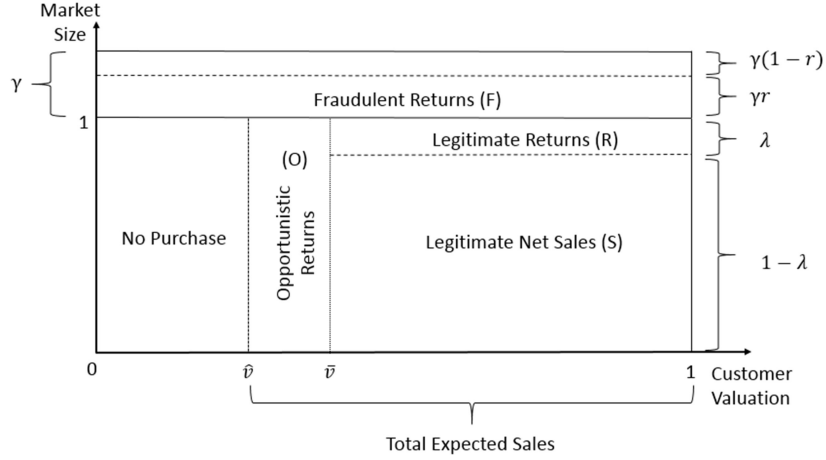 Market
Size
γ(1 − r)
γ
γr
Fraudulent Returns (F)
1
Legitimate Returns (R)
λ
(O)
Opportunistic
Returns
No Purchase
Legitimate Net Sales (S)
1 − λ
0
v̂
v̄
1
Customer
Valuation
Total Expected Sales